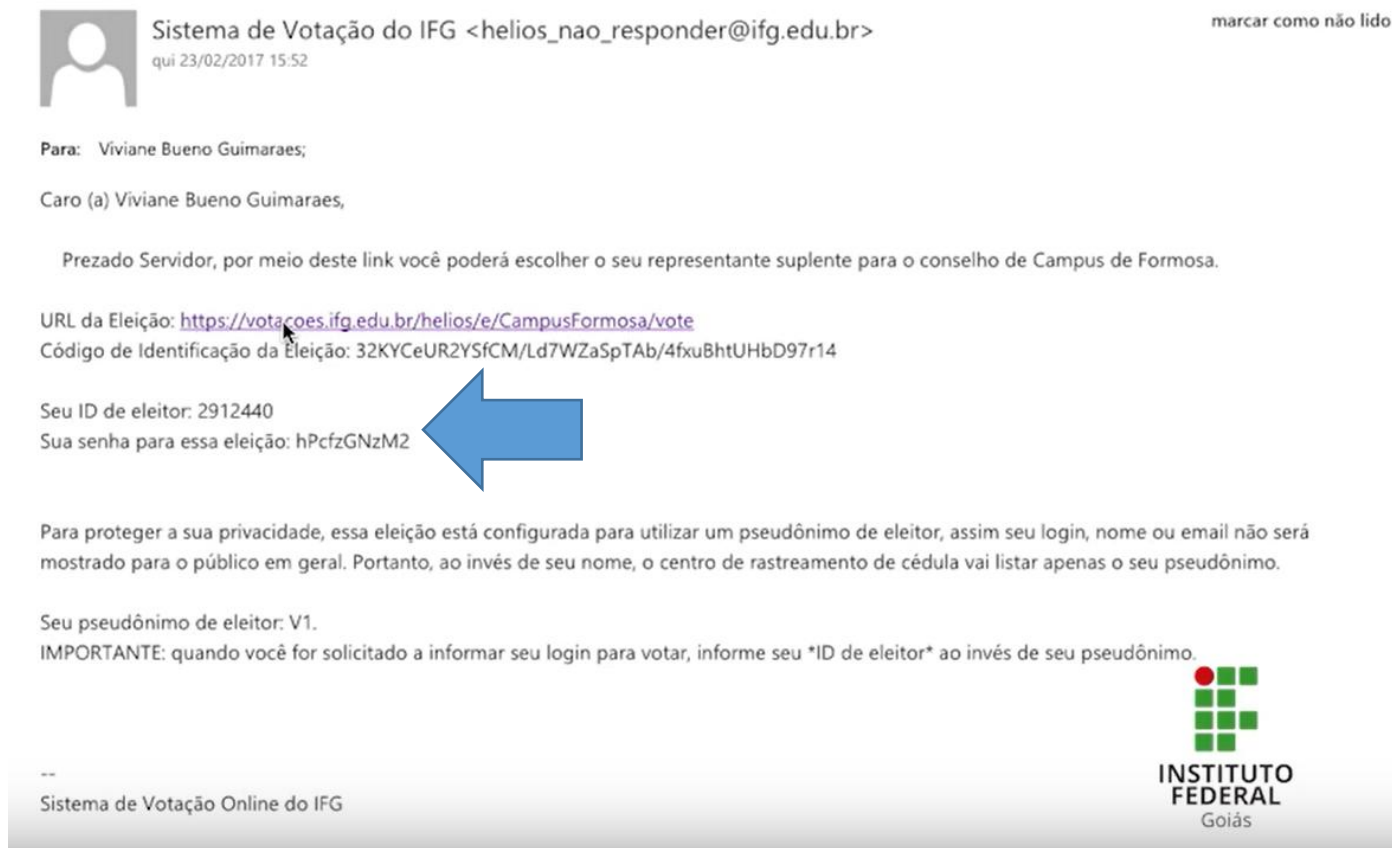 Sistema de Votação do IFG <helios_nao_responder@ifg.edu.br>
marcar como não lido
qui 23/02/2017 15:52
Para: Viviane Bueno Guimaraes;
Caro (a) Viviane Bueno Guimaraes,
Prezado Servidor, por meio deste link você poderá escolher o seu representante suplente para o conselho de Campus de Formosa.
URL da Eleição: https://votacoes.ifg.edu.br/helios/e/CampusFormosa/vote
Código de Identificação da Eleição: 32KYCeUR2YSfCM/Ld7WZaSpTAb/4fxuBhtUHbD97r14
Seu ID de eleitor: 2912440
Sua senha para essa eleição: hPcfzGNzM2
Para proteger a sua privacidade, essa eleição está configurada para utilizar um pseudônimo de eleitor, assim seu login, nome ou email não será
mostrado para o público em geral. Portanto, ao invés de seu nome, o centro de rastreamento de cédula vai listar apenas o seu pseudônimo.
Seu pseudônimo de eleitor: V1.
IMPORTANTE: quando você for solicitado a informar seu login para votar, informe seu *ID de eleitor* ao invés de seu pseudônimo.
--
Sistema de Votação Online do IFG
INSTITUTO
FEDERAL
Goiás